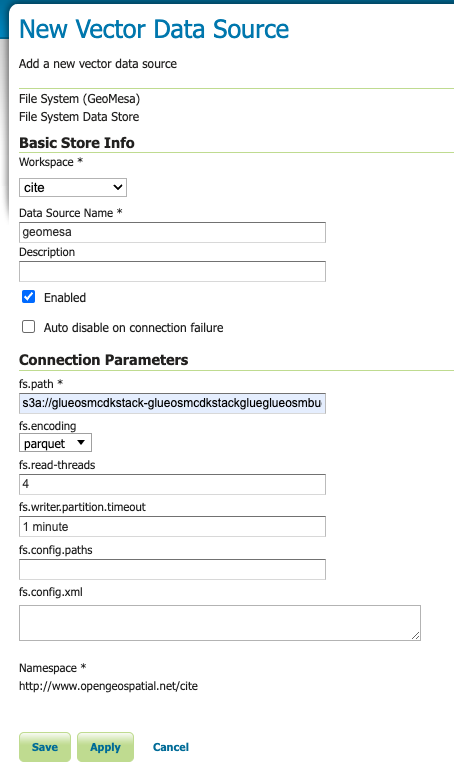 New Vector Data Source
Add a new vector data source
File System (GeoMesa)
File System Data Store
Basic Store Info
Workspace *
cite
Data Source Name *
geomesa
Description
Enabled
Auto disable on connection failure
Connection Parameters
fs.path *
s3a://glueosmcdkstack-glueosmcdkstackglueglueosmbu
fs.encoding
parquet
fs.read-threads
4
fs.writer.partition.timeout
1 minute
fs.config.paths
fs.config.xml
Namespace *
http://www.opengeospatial.net/cite
Save Apply Cancel